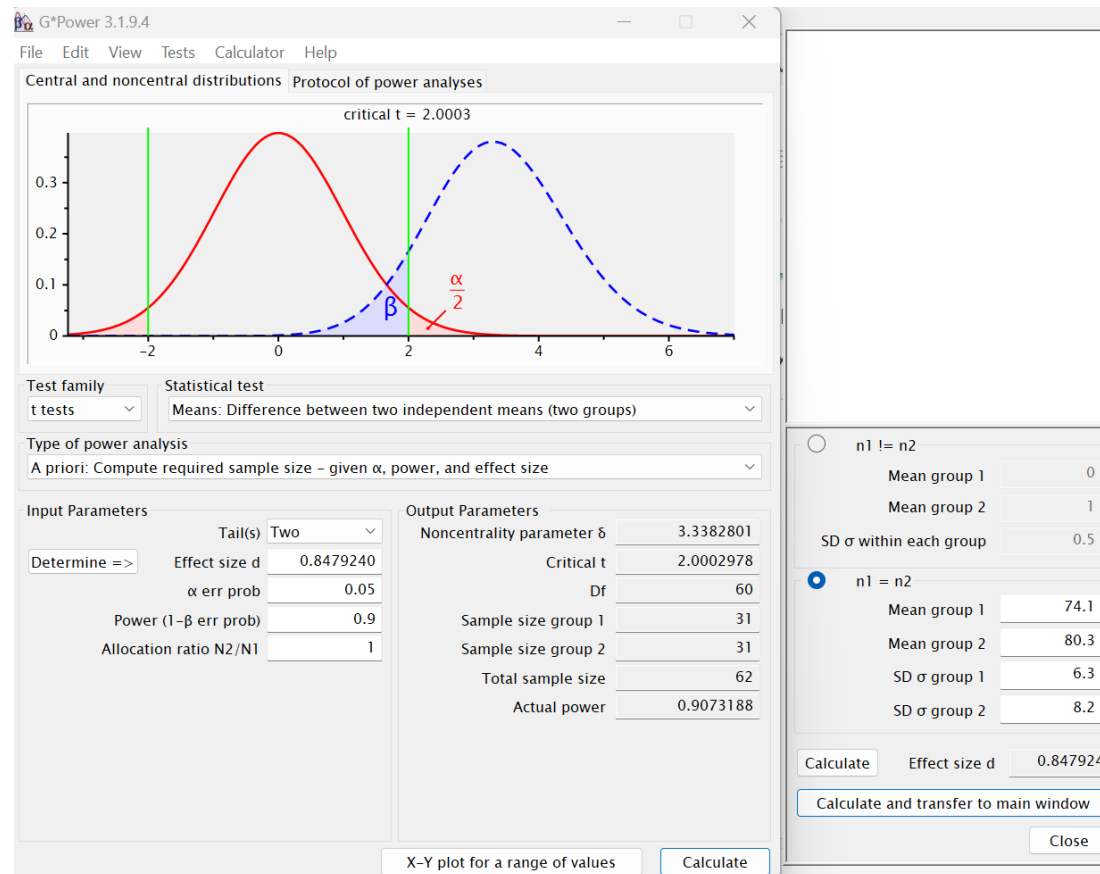 G*Power 3.1.9.4
File Edit View Tests Calculator Help
Central and noncentral distributions Protocol of power analyses
critical t = 2.0003
0.3
0.2
0.1
0
β
α
2
-2 0 2 4 6
Test family
t tests
Statistical test
Means: Difference between two independent means (two groups)
Type of power analysis
A priori: Compute required sample size – given α, power, and effect size
Input Parameters
Tail(s) Two
Determine => Effect size d 0.8479240
α err prob 0.05
Power (1-β err prob) 0.9
Allocation ratio N2/N1 1
Output Parameters
Noncentrality parameter δ 3.3382801
Critical t 2.0002978
Df 60
Sample size group 1 31
Sample size group 2 31
Total sample size 62
Actual power 0.9073188
X-Y plot for a range of values Calculate
n1 != n2
Mean group 1 0
Mean group 2 1
SD σ within each group 0.5
n1 = n2
Mean group 1 74.1
Mean group 2 80.3
SD σ group 1 6.3
SD σ group 2 8.2
Calculate Effect size d 0.847924
Calculate and transfer to main window
Close